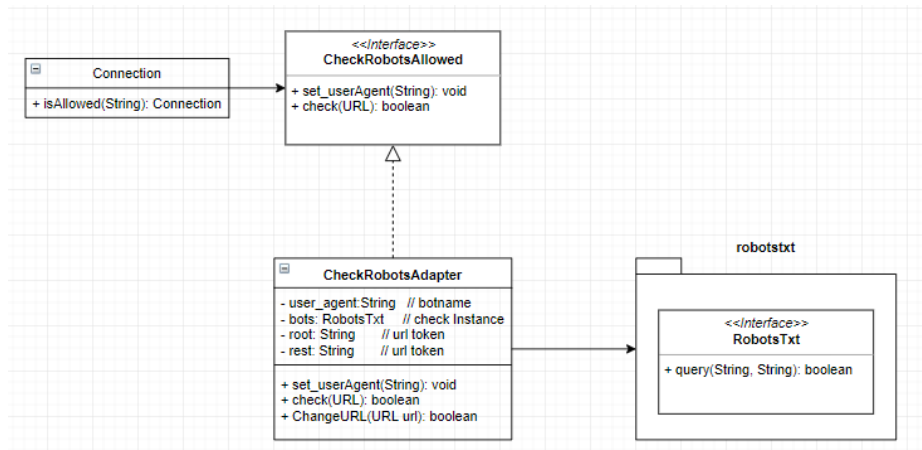 <<Interface>>
CheckRobotsAllowed
+ set_userAgent(String): void
+ check(URL): boolean
Connection
+ isAllowed(String): Connection
CheckRobotsAdapter
- user_agent:String // botname
- bots: RobotsTxt // check Instance
- root: String // url token
- rest: String // url token
+ set_userAgent(String): void
+ check(URL): boolean
+ ChangeURL(URL url): boolean
robotstxt
<<Interface>>
RobotsTxt
+ query(String, String): boolean